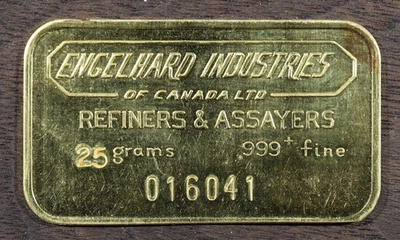 ENGELHARD INDUSTRIES
OF CANADA LTD
REFINERS & ASSAYERS
25 grams 999+ fine
016041